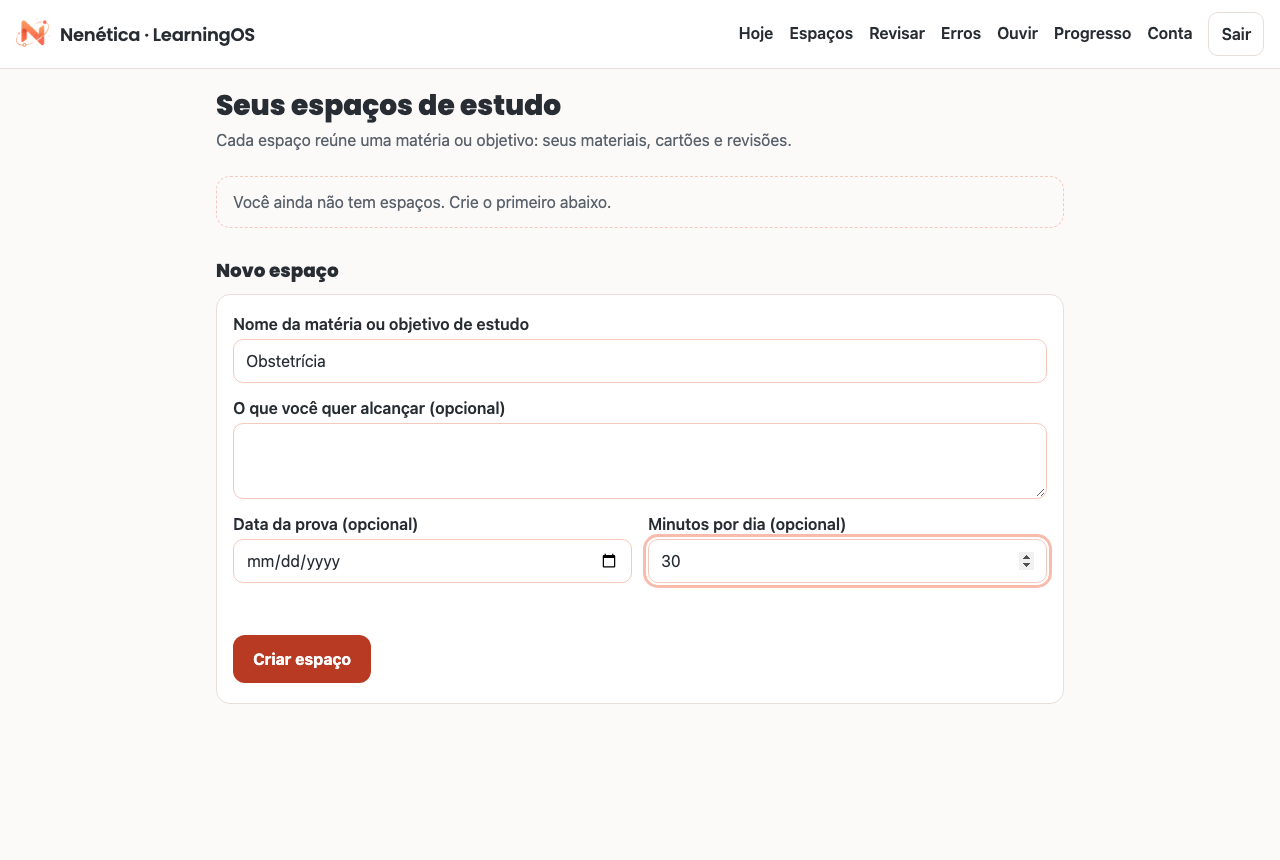 Nenética · LearningOS
Hoje Espaços Revisar Erros Ouvir Progresso Conta Sair
Seus espaços de estudo
Cada espaço reúne uma matéria ou objetivo: seus materiais, cartões e revisões.
Você ainda não tem espaços. Crie o primeiro abaixo.
Novo espaço
Nome da matéria ou objetivo de estudo
Obstetrícia
O que você quer alcançar (opcional)
Data da prova (opcional) Minutos por dia (opcional)
mm/dd/yyyy 30
Criar espaço